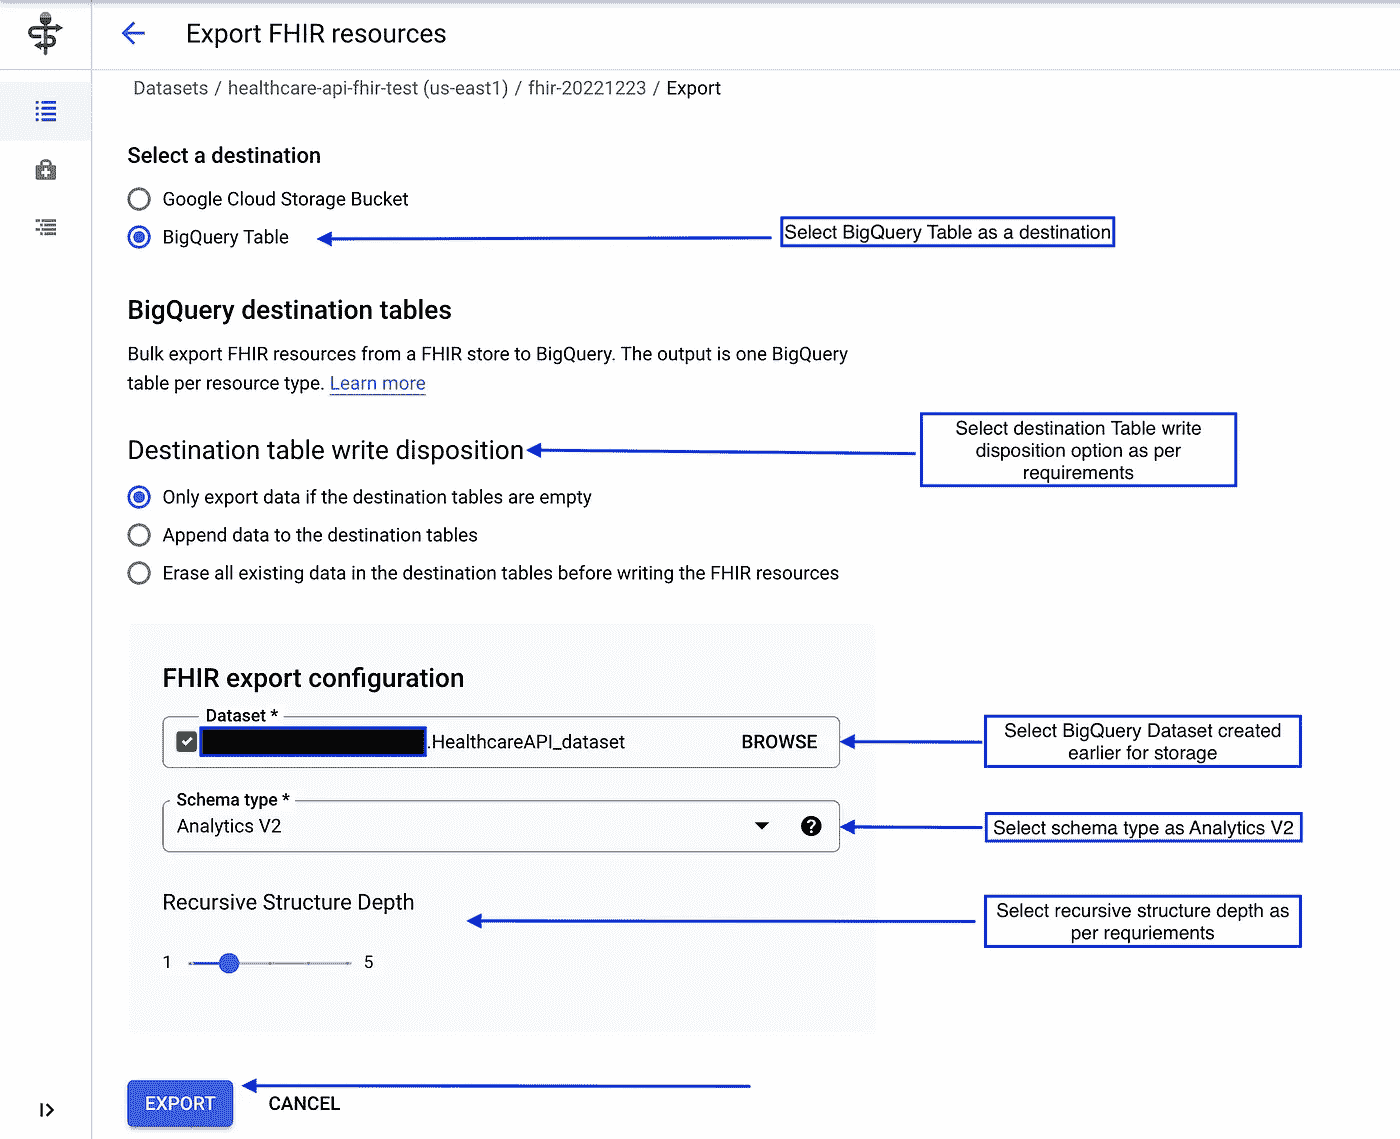 Export FHIR resources
Datasets / healthcare-api-fhir-test (us-east1) / fhir-20221223 / Export
Select a destination
Google Cloud Storage Bucket
BigQuery Table
Select BigQuery Table as a destination
BigQuery destination tables
Bulk export FHIR resources from a FHIR store to BigQuery. The output is one BigQuery
table per resource type. Learn more
Destination table write disposition
Select destination Table write
disposition option as per
requirements
Only export data if the destination tables are empty
Append data to the destination tables
Erase all existing data in the destination tables before writing the FHIR resources
FHIR export configuration
Dataset *
.HealthcareAPI_dataset
BROWSE
Select BigQuery Dataset created
earlier for storage
Schema type *
Analytics V2
Select schema type as Analytics V2
Recursive Structure Depth
Select recursive structure depth as
per requriements
1
5
EXPORT
CANCEL